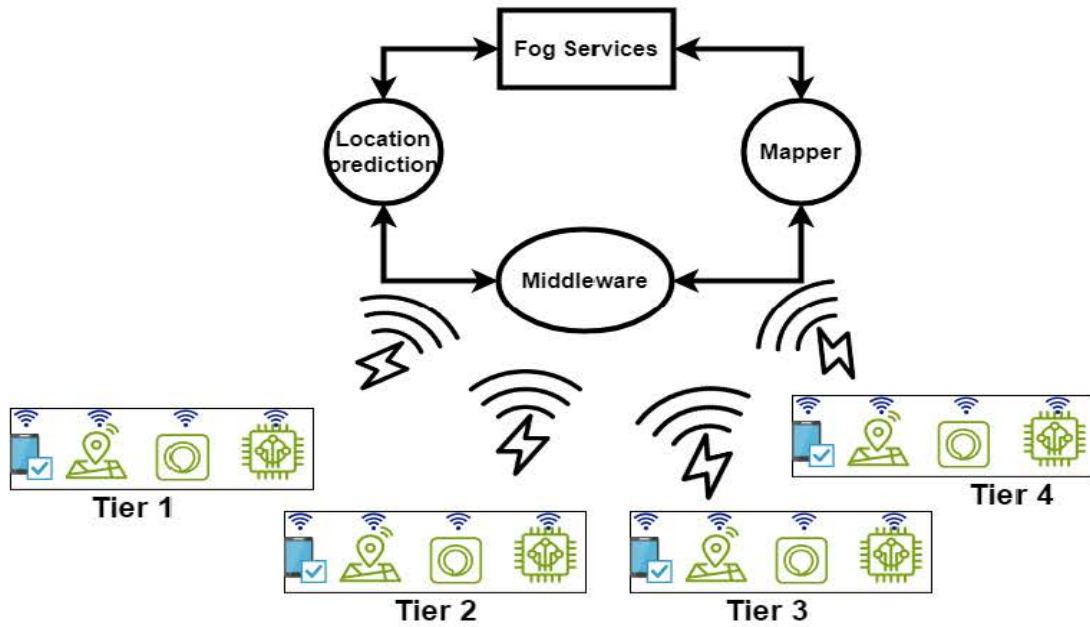 Fog Services
Location
prediction
Mapper
Middleware
Tier 1
Tier 4
Tier 2
Tier 3